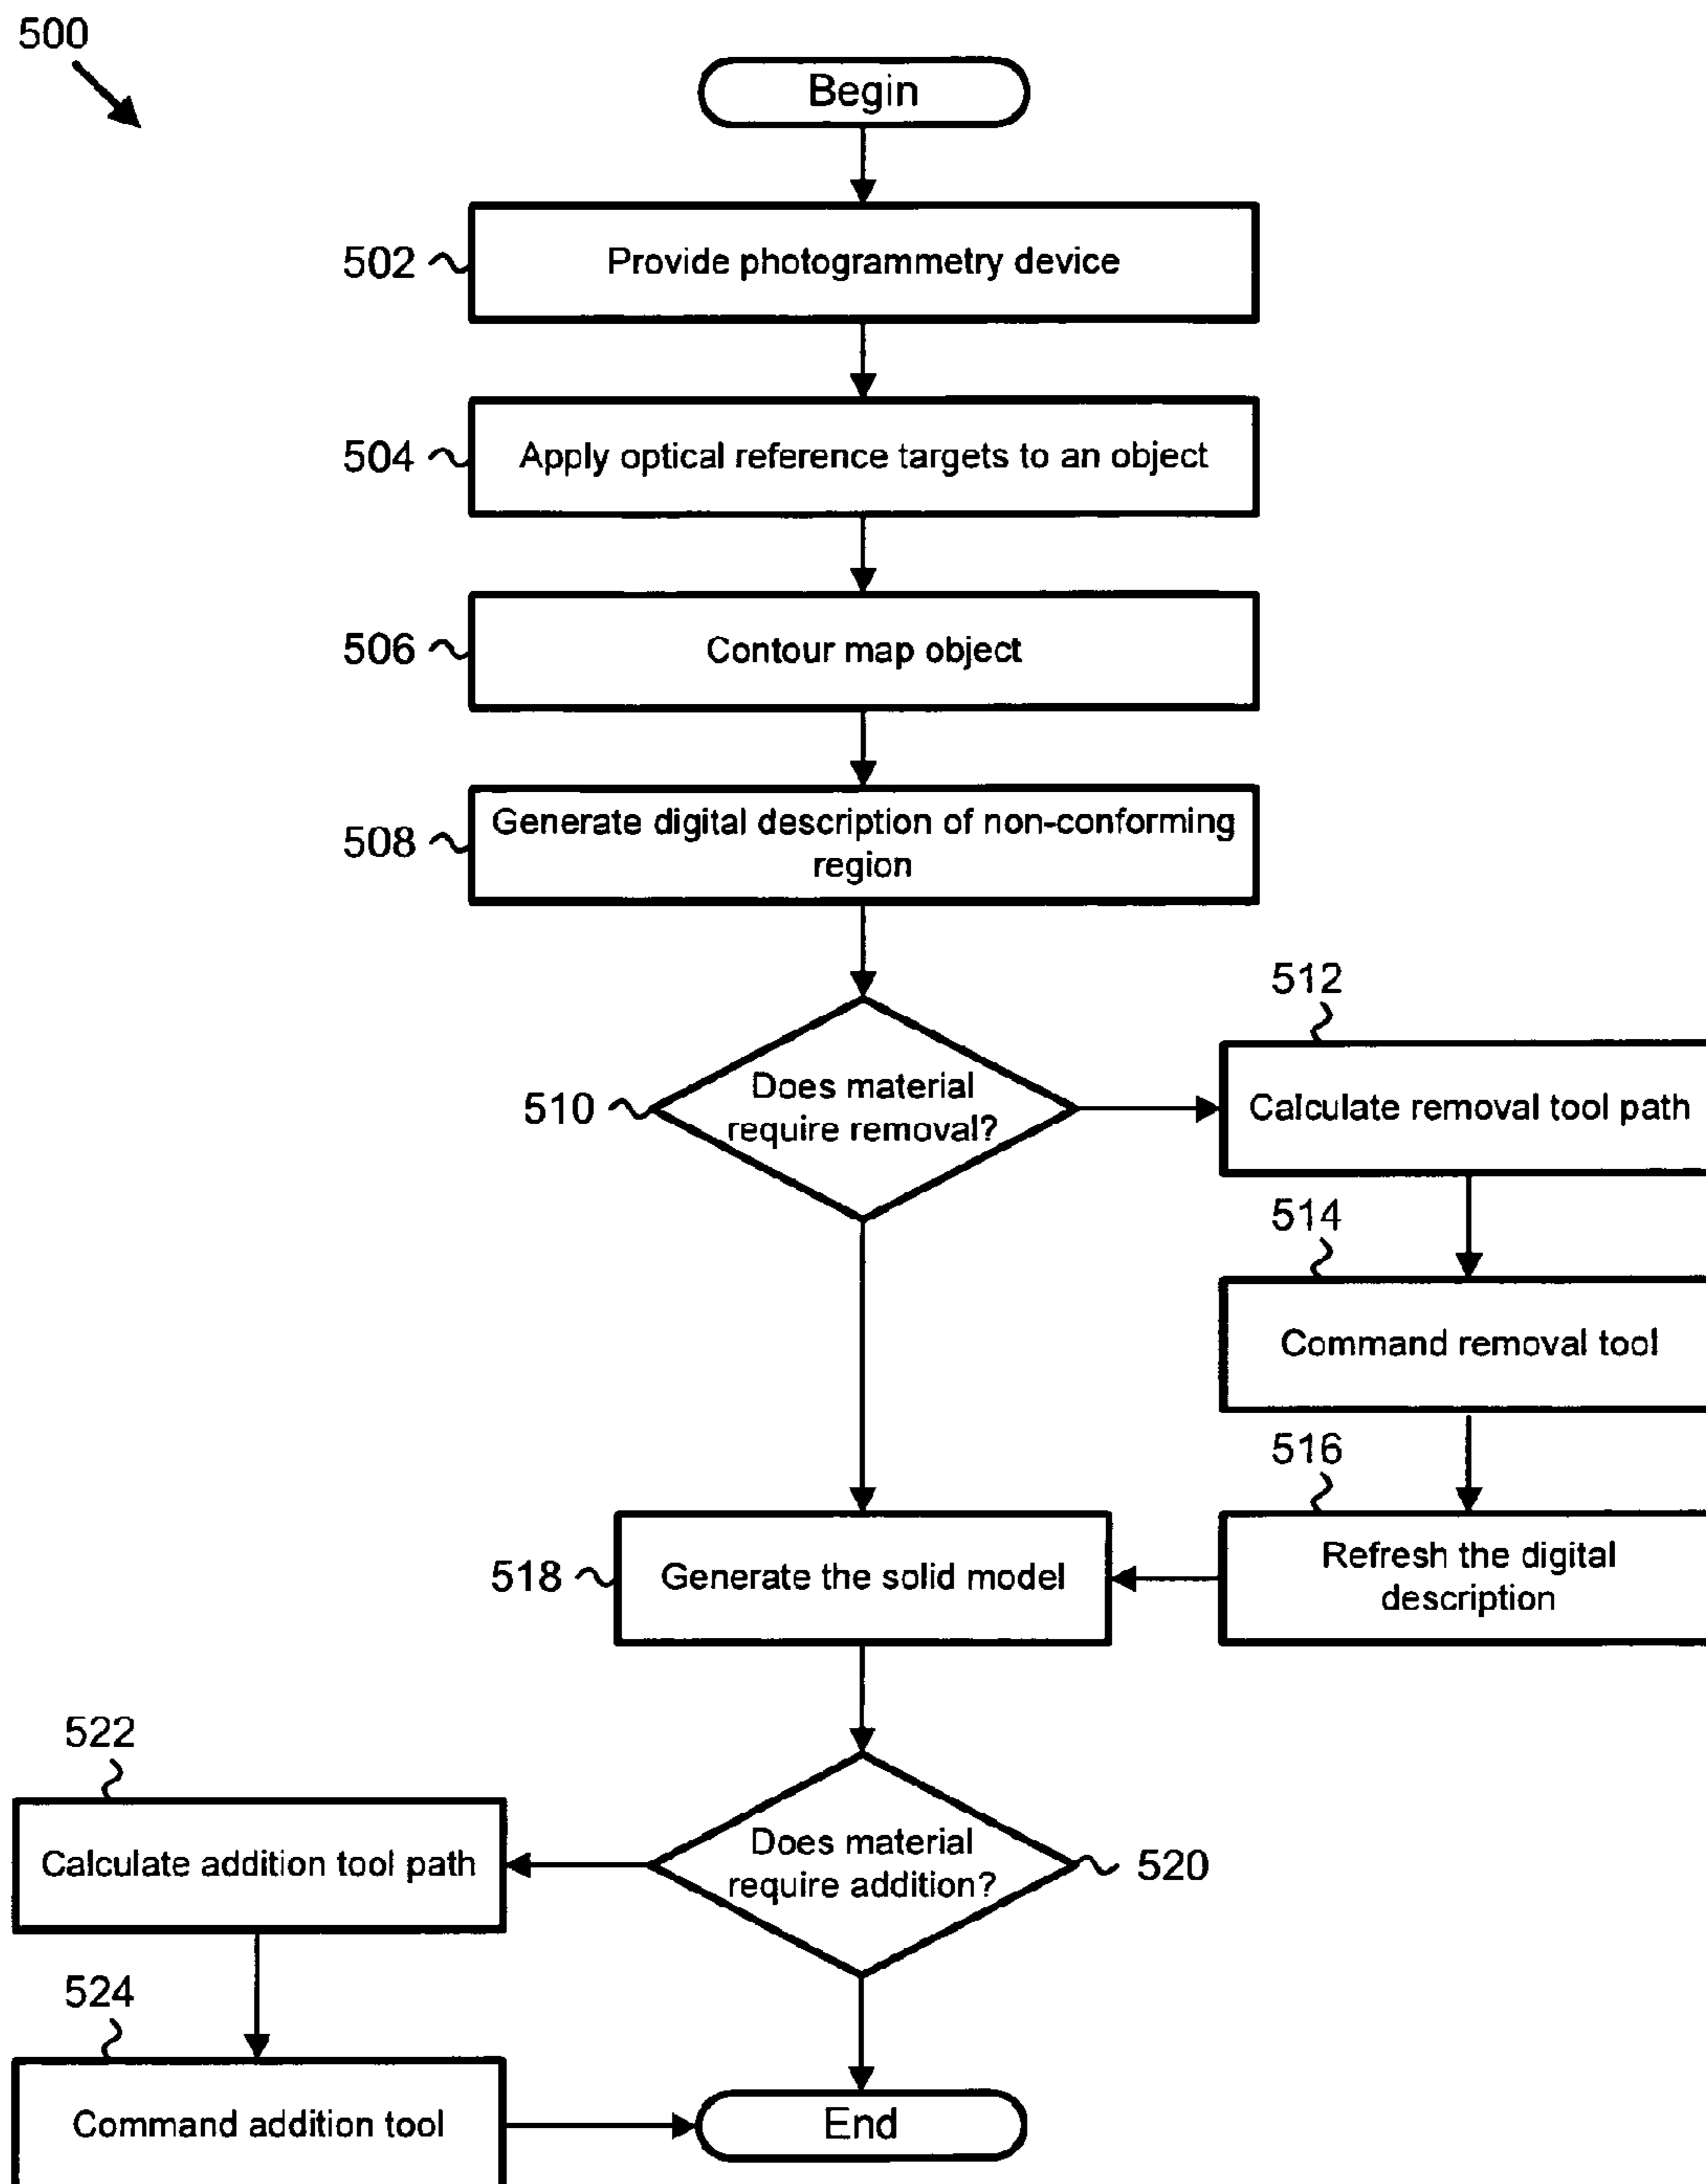 500
Begin
502
Provide photogrammetry device
504
Apply optical reference targets to an object
506
Contour map object
508
Generate digital description of non-conforming
region
510
Does material
require removal?
512
Calculate removal tool path
514
Command removal tool
516
Refresh the digital
description
518
Generate the solid model
520
Does material
require addition?
522
Calculate addition tool path
524
Command addition tool
End